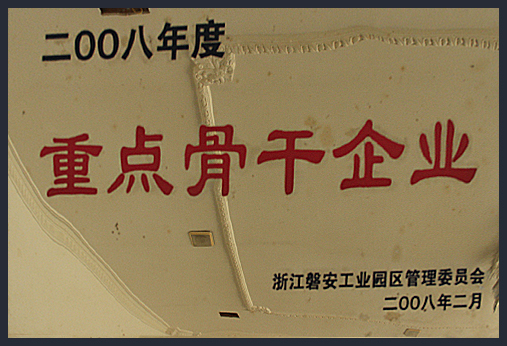 二00八年度
重点骨干企业
浙江磐安工业园区管理委员会
二00八年二月